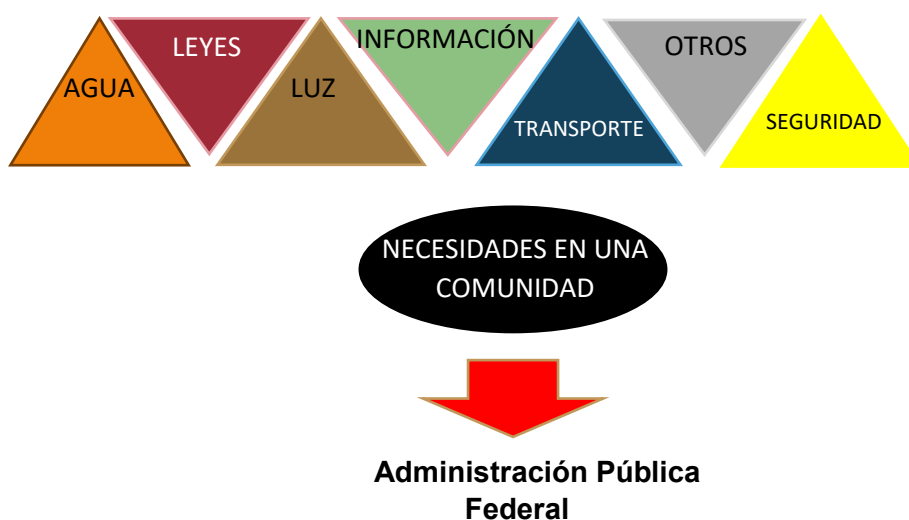 AGUA
LEYES
LUZ
INFORMACIÓN
TRANSPORTE
OTROS
SEGURIDAD
NECESIDADES EN UNA
COMUNIDAD
Administración Pública
Federal